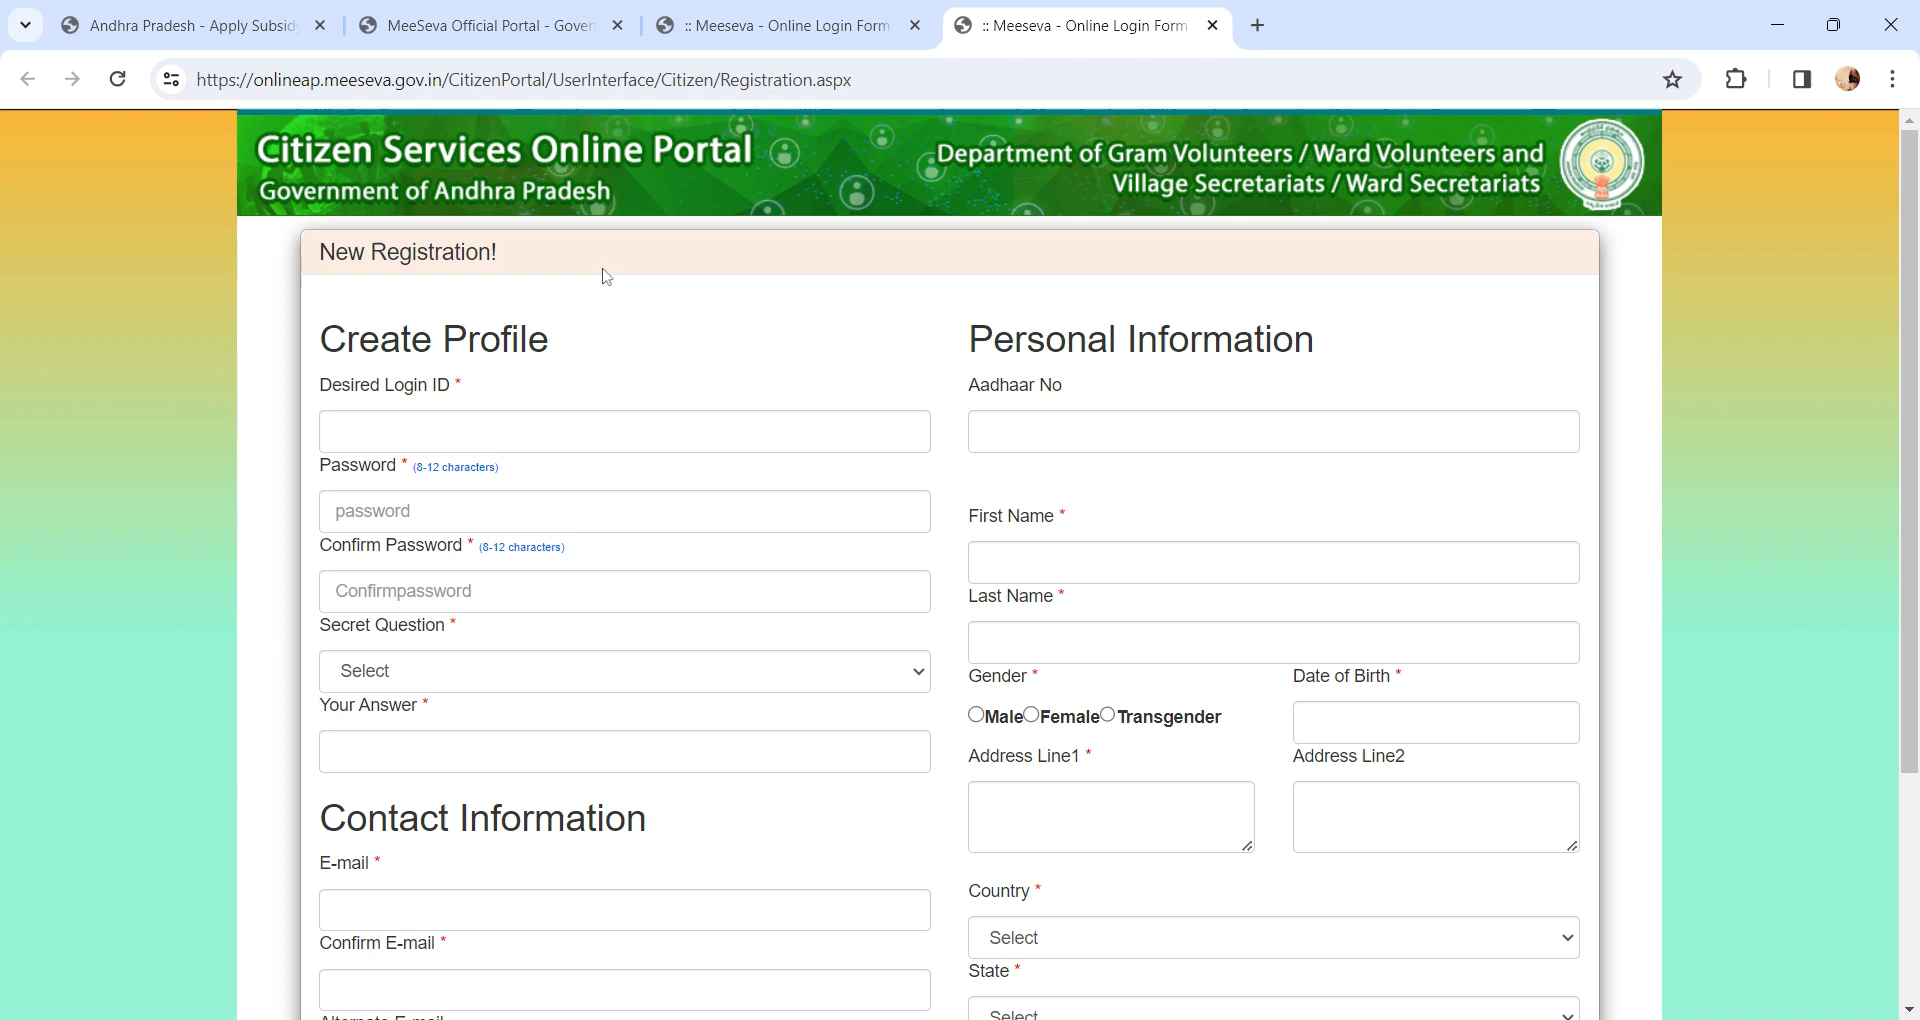 Andhra Pradesh - Apply Subsid
MeeSeva Official Portal - Gover
:: Meeseva - Online Login Form
:: Meeseva - Online Login Form
https://onlineap.meeseva.gov.in/CitizenPortal/UserInterface/Citizen/Registration.aspx
Citizen Services Online Portal
Government of Andhra Pradesh
Department of Gram Volunteers / Ward Volunteers and
Village Secretariats / Ward Secretariats
New Registration!
Create Profile
Desired Login ID *
Password * (8-12 characters)
password
Confirm Password * (8-12 characters)
Confirmpassword
Secret Question *
Select
Your Answer *
Contact Information
E-mail *
Confirm E-mail *
Alternate E-mail
Personal Information
Aadhaar No
First Name *
Last Name *
Gender *
Date of Birth *
Male Female Transgender
Address Line1 *
Address Line2
Country *
Select
State *
Select